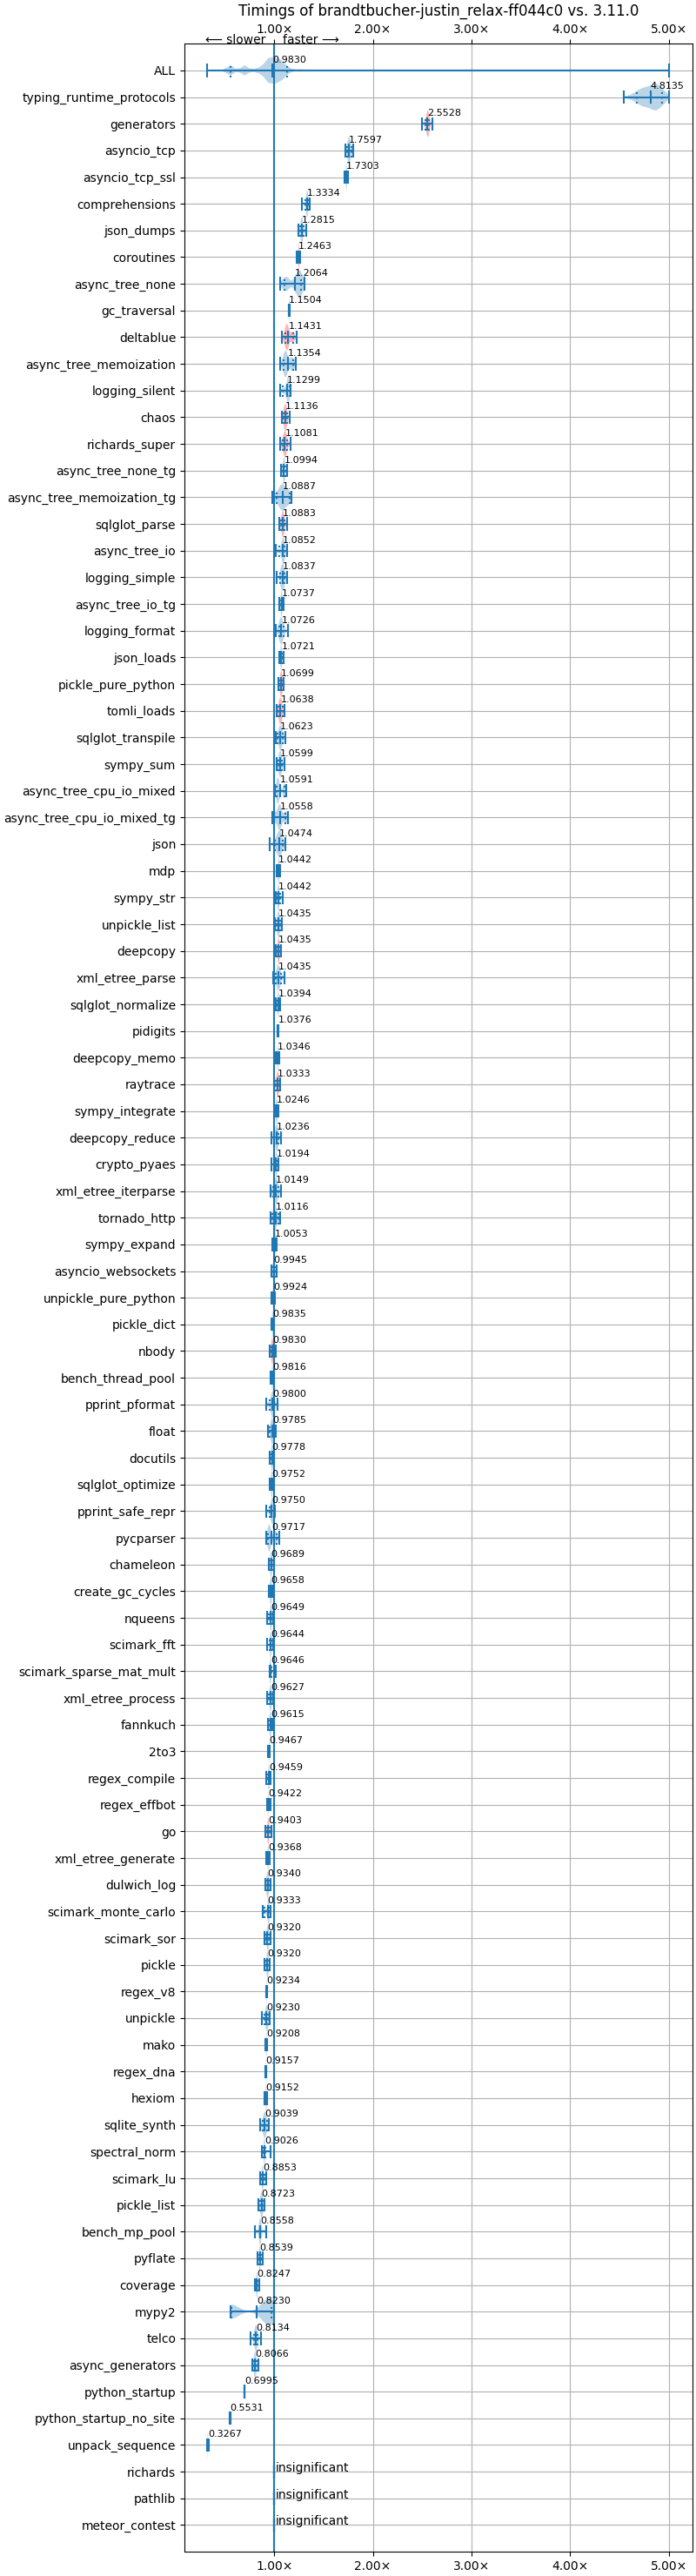 Timings of brandtbucher-justin_relax-ff044c0 vs. 3.11.0
1.00× 2.00× 3.00× 4.00× 5.00×
⟵ slower faster ⟶
ALL 0.9830
typing_runtime_protocols 4.8135
generators 2.5528
asyncio_tcp 1.7597
asyncio_tcp_ssl 1.7303
comprehensions 1.3334
json_dumps 1.2815
coroutines 1.2463
async_tree_none 1.2064
gc_traversal 1.1504
deltablue 1.1431
async_tree_memoization 1.1354
logging_silent 1.1299
chaos 1.1136
richards_super 1.1081
async_tree_none_tg 1.0994
async_tree_memoization_tg 1.0887
sqlglot_parse 1.0883
async_tree_io 1.0852
logging_simple 1.0837
async_tree_io_tg 1.0737
logging_format 1.0726
json_loads 1.0721
pickle_pure_python 1.0699
tomli_loads 1.0638
sqlglot_transpile 1.0623
sympy_sum 1.0599
async_tree_cpu_io_mixed 1.0591
async_tree_cpu_io_mixed_tg 1.0558
json 1.0474
mdp 1.0442
sympy_str 1.0442
unpickle_list 1.0435
deepcopy 1.0435
xml_etree_parse 1.0435
sqlglot_normalize 1.0394
pidigits 1.0376
deepcopy_memo 1.0346
raytrace 1.0333
sympy_integrate 1.0246
deepcopy_reduce 1.0236
crypto_pyaes 1.0194
xml_etree_iterparse 1.0149
tornado_http 1.0116
sympy_expand 1.0053
asyncio_websockets 0.9945
unpickle_pure_python 0.9924
pickle_dict 0.9835
nbody 0.9830
bench_thread_pool 0.9816
pprint_pformat 0.9800
float 0.9785
docutils 0.9778
sqlglot_optimize 0.9752
pprint_safe_repr 0.9750
pycparser 0.9717
chameleon 0.9689
create_gc_cycles 0.9658
nqueens 0.9649
scimark_fft 0.9644
scimark_sparse_mat_mult 0.9646
xml_etree_process 0.9627
fannkuch 0.9615
2to3 0.9467
regex_compile 0.9459
regex_effbot 0.9422
go 0.9403
xml_etree_generate 0.9368
dulwich_log 0.9340
scimark_monte_carlo 0.9333
scimark_sor 0.9320
pickle 0.9320
regex_v8 0.9234
unpickle 0.9230
mako 0.9208
regex_dna 0.9157
hexiom 0.9152
sqlite_synth 0.9039
spectral_norm 0.9026
scimark_lu 0.8853
pickle_list 0.8723
bench_mp_pool 0.8558
pyflate 0.8539
coverage 0.8247
mypy2 0.8230
telco 0.8134
async_generators 0.8066
python_startup 0.6995
python_startup_no_site 0.5531
unpack_sequence 0.3267
richards insignificant
pathlib insignificant
meteor_contest insignificant
1.00× 2.00× 3.00× 4.00× 5.00×